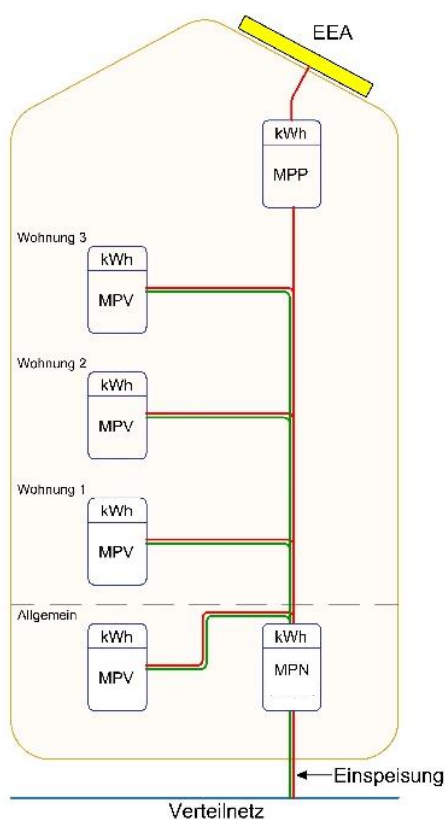 EEA
kWh
MPP
Wohnung 3
kWh
MPV
Wohnung 2
kWh
MPV
Wohnung 1
kWh
MPV
Allgemein
kWh
MPV
kWh
MPN
Einspeisung
Verteilnetz